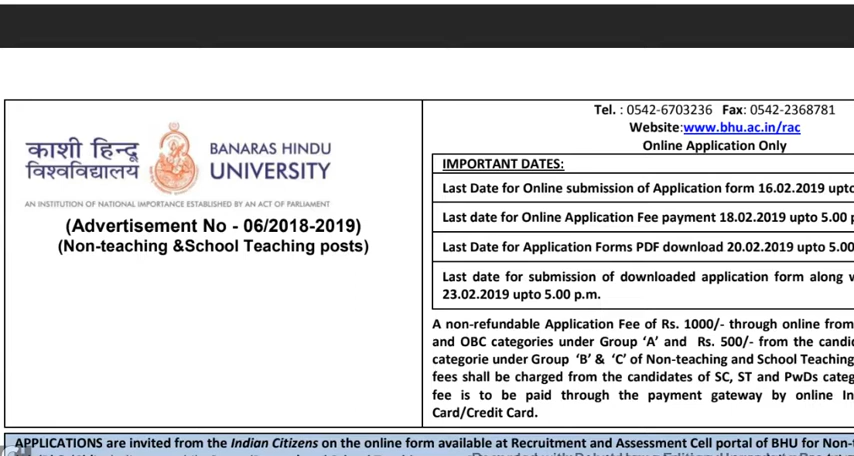 काशी हिन्दू
विश्वविद्यालय
BANARAS HINDU
UNIVERSITY
AN INSTITUTION OF NATIONAL IMPORTANCE ESTABLISHED BY AN ACT OF PARLIAMENT
(Advertisement No - 06/2018-2019)
(Non-teaching &School Teaching posts)
Tel. : 0542-6703236 Fax: 0542-2368781
Website:www.bhu.ac.in/rac
Online Application Only
IMPORTANT DATES:
Last Date for Online submission of Application form 16.02.2019 upto
Last date for Online Application Fee payment 18.02.2019 upto 5.00 p
Last Date for Application Forms PDF download 20.02.2019 upto 5.00
Last date for submission of downloaded application form along
23.02.2019 upto 5.00 p.m.
A non-refundable Application Fee of Rs. 1000/- through online from
and OBC categories under Group ‘A’ and Rs. 500/- from the candi
categorie under Group ‘B’ & ‘C’ of Non-teaching and School Teaching
fees shall be charged from the candidates of SC, ST and PwDs categ
fee is to be paid through the payment gateway by online In
Card/Credit Card.
APPLICATIONS are invited from the Indian Citizens on the online form available at Recruitment and Assessment Cell portal of BHU for Non-